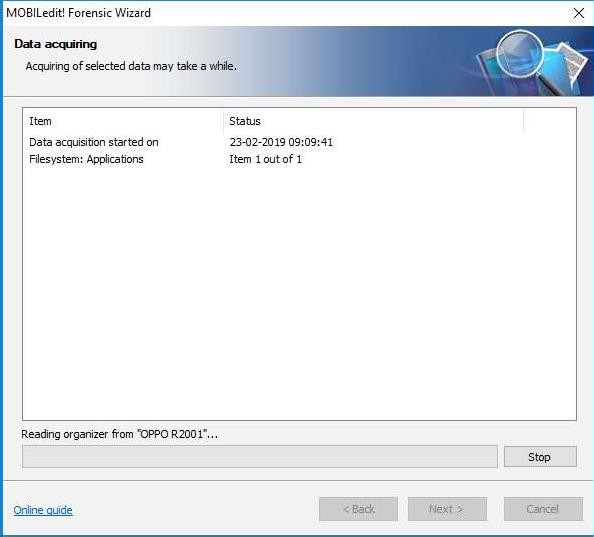 MOBILedit! Forensic Wizard
Data acquiring
Acquiring of selected data may take a while.
Item Status
Data acquisition started on 23-02-2019 09:09:41
Filesystem: Applications Item 1 out of 1
Reading organizer from "OPPO R2001"...
Stop
Online guide < Back Next > Cancel